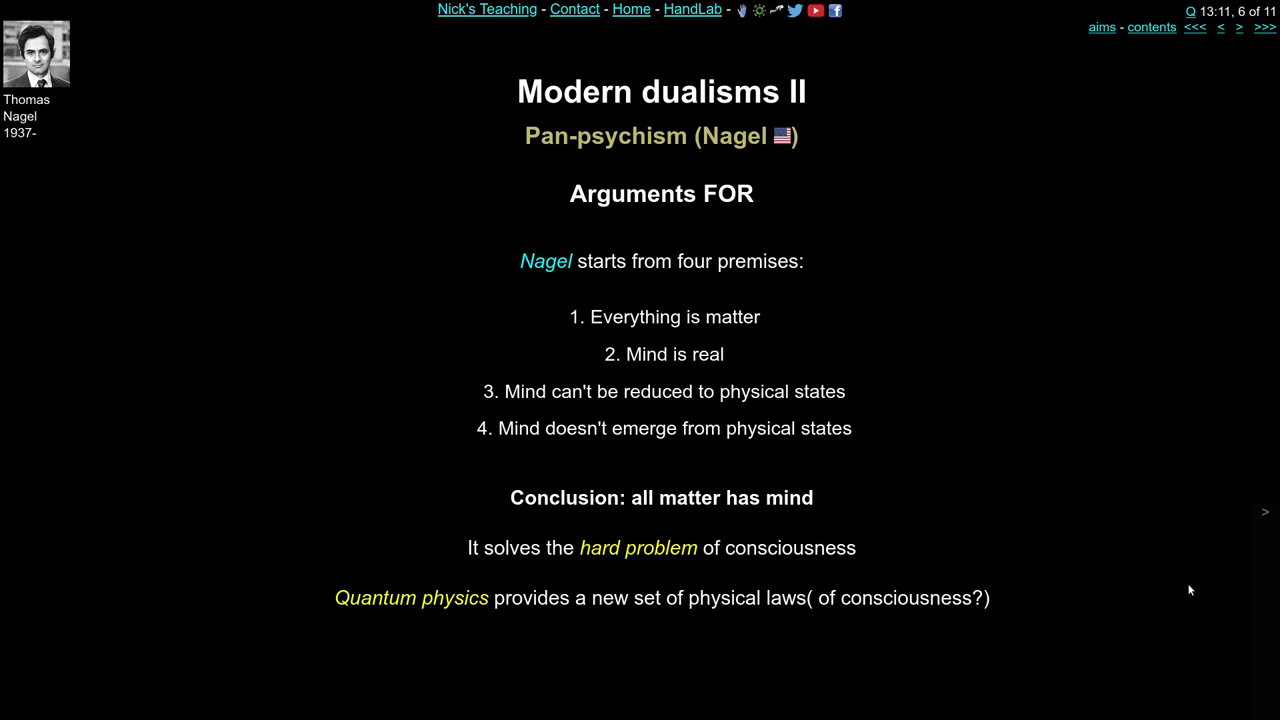 Nick's Teaching - Contact - Home - HandLab -
Q 13:11, 6 of 11
aims - contents <<< < > >>>
Thomas
Nagel
1937-
Modern dualisms II
Pan-psychism (Nagel )
Arguments FOR
Nagel starts from four premises:
1. Everything is matter
2. Mind is real
3. Mind can't be reduced to physical states
4. Mind doesn't emerge from physical states
Conclusion: all matter has mind
>
It solves the hard problem of consciousness
Quantum physics provides a new set of physical laws( of consciousness?)